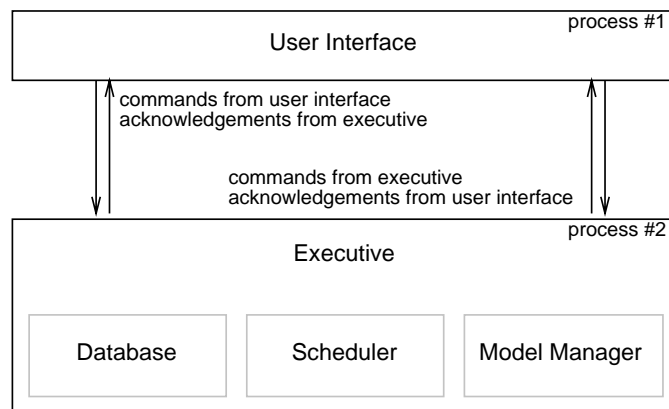 process #1
User Interface
commands from user interface
acknowledgements from executive
commands from executive
acknowledgements from user interface
process #2
Executive
Database
Scheduler
Model Manager